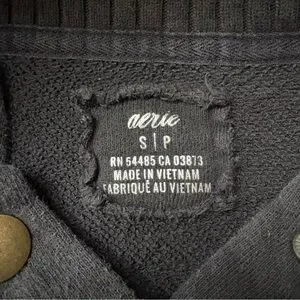 aerie
S | P
RN 54485 CA 03873
MADE IN VIETNAM
FABRIQUÉ AU VIETNAM